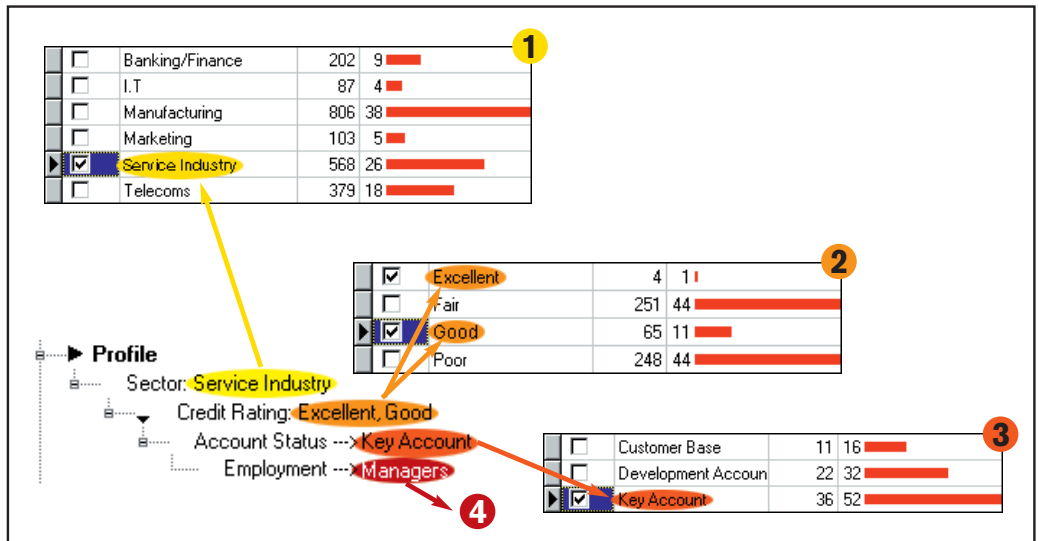 1
Banking/Finance 202 9
I.T 87 4
Manufacturing 806 38
Marketing 103 5
Service Industry 568 26
Telecoms 379 18
2
Excellent 4 1
Fair 251 44
Good 65 11
Poor 248 44
Profile
Sector: Service Industry
Credit Rating: Excellent, Good
Account Status --->Key Account
Employment --->Managers
4
3
Customer Base 11 16
Development Accoun 22 32
Key Account 36 52